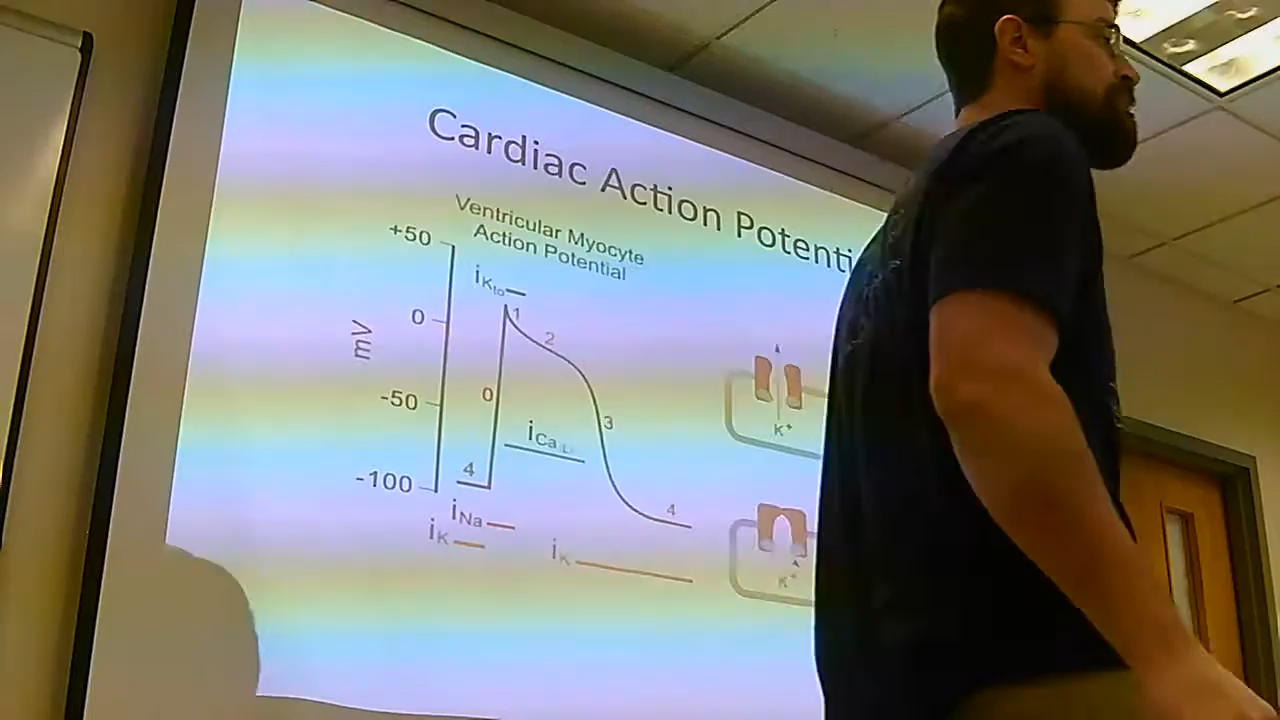 Cardiac Action Potenti
Ventricular Myocyte
Action Potential
+50
iKto
0
1
2
mV
-50
0
3
iCa
K+
-100
4
4
iNa
iK
iK
K+